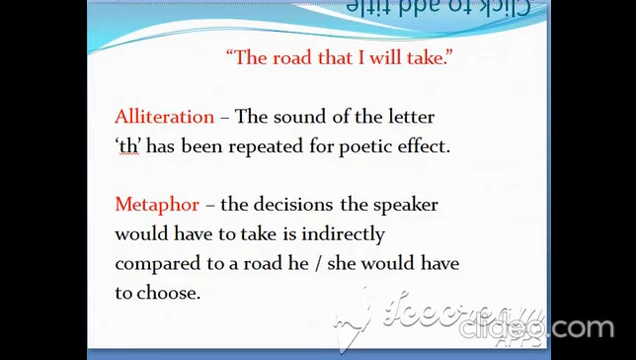 Click to add title
“The road that I will take.”
Alliteration – The sound of the letter
‘th’ has been repeated for poetic effect.
Metaphor – the decisions the speaker
would have to take is indirectly
compared to a road he / she would have
to choose.
Icecream
clideo.com
APPS